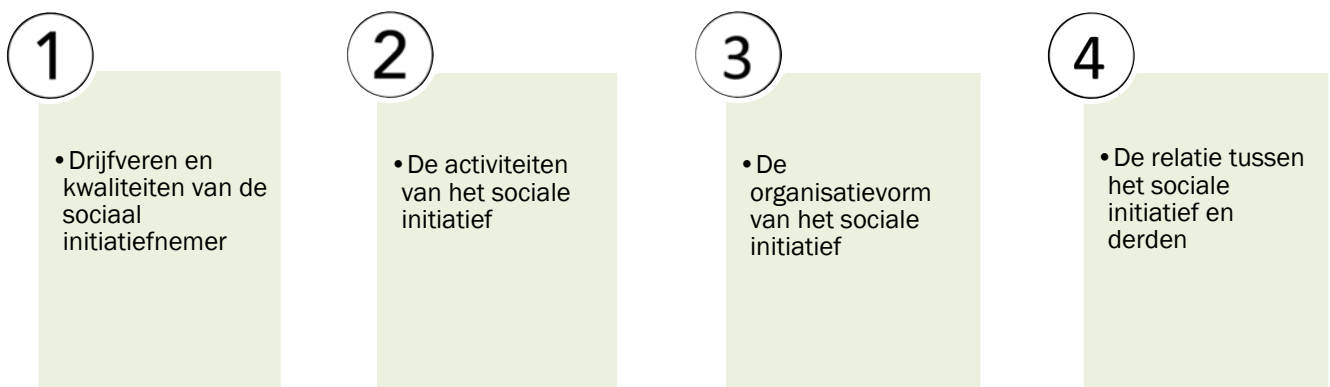 1
•Drijfveren en
kwaliteiten van de
sociaal
initiatiefnemer
2
•De activiteiten
van het sociale
initiatief
3
•De
organisatievorm
van het sociale
initiatief
4
•De relatie tussen
het sociale
initiatief en
derden